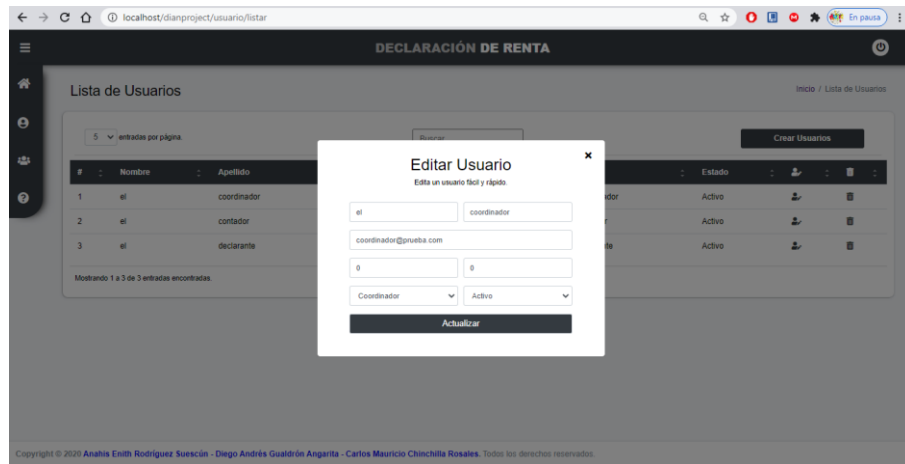 localhost/dianproject/usuario/listar
En pausa
DECLARACIÓN DE RENTA
Lista de Usuarios
Inicio / Lista de Usuarios
5 entradas por página.
Buscar
Crear Usuarios
Editar Usuario
Edita un usuario fácil y rápido.
# Nombre Apellido Estado
1 el coordinador Activo
2 el contador Activo
3 el declarante Activo
Mostrando 1 a 3 de 3 entradas encontradas.
el coordinador
coordinador@prueba.com
0 0
Coordinador Activo
Actualizar
Copyright © 2020 Anahis Enith Rodríguez Suescún - Diego Andrés Gualdrón Angarita - Carlos Mauricio Chinchilla Rosales. Todos los derechos reservados.